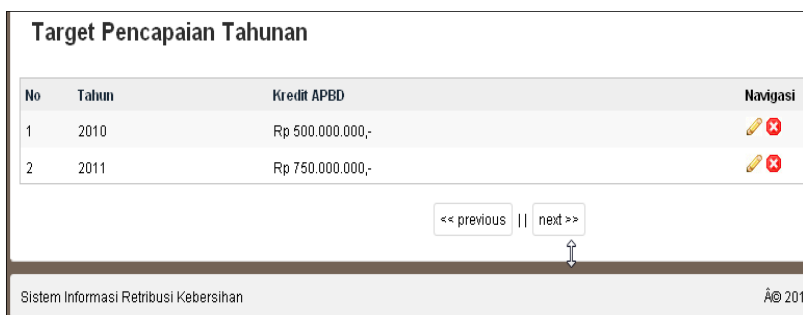 Target Pencapaian Tahunan
No Tahun Kredit APBD Navigasi
1 2010 Rp 500.000.000,-
2 2011 Rp 750.000.000,-
<< previous || next >>
Sistem Informasi Retribusi Kebersihan Â© 201